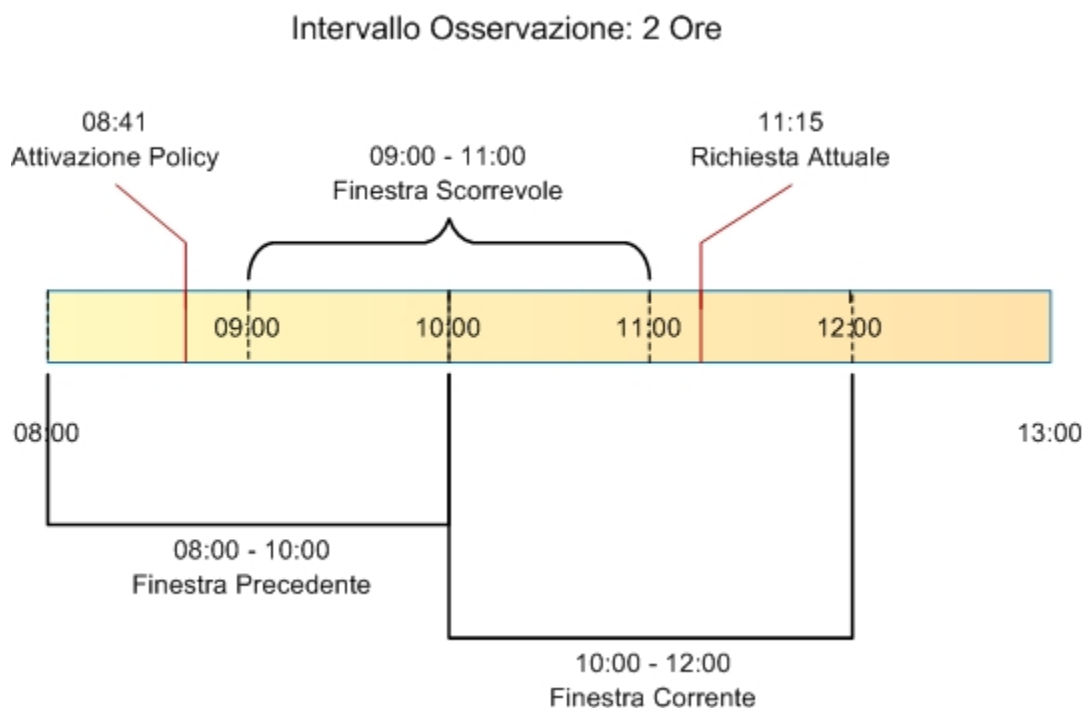 Intervallo Osservazione: 2 Ore
08:41
Attivazione Policy
09:00 - 11:00
Finestra Scorrevole
11:15
Richiesta Attuale
09:00
10:00
11:00
12:00
08:00
13:00
08:00 - 10:00
Finestra Precedente
10:00 - 12:00
Finestra Corrente